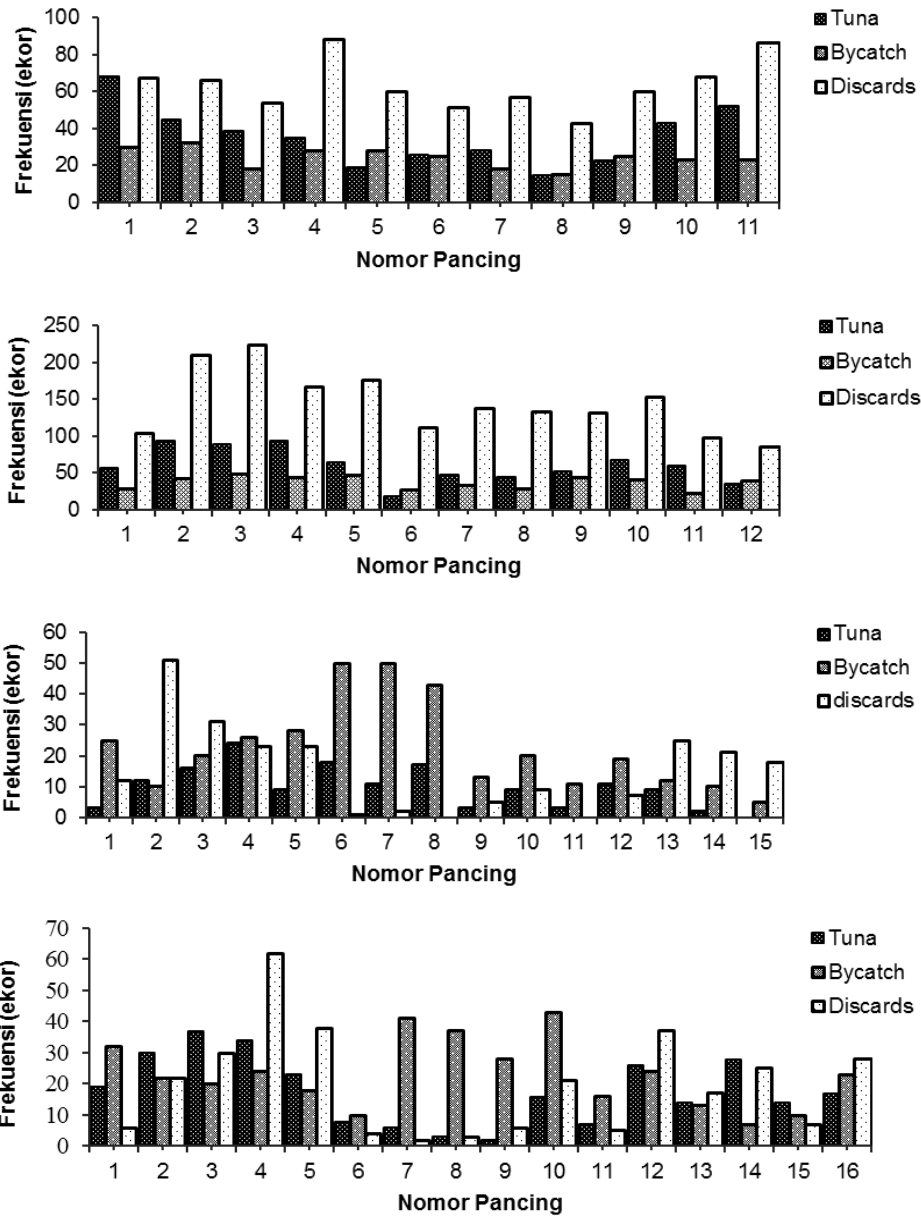 100
80
60
40
20
0
Frekuensi (ekor)
1 2 3 4 5 6 7 8 9 10 11
Nomor Pancing
Tuna
Bycatch
Discards
250
200
150
100
50
0
Frekuensi (ekor)
1 2 3 4 5 6 7 8 9 10 11 12
Nomor Pancing
Tuna
Bycatch
Discards
60
50
40
30
20
10
0
Frekuensi (ekor)
1 2 3 4 5 6 7 8 9 10 11 12 13 14 15
Nomor Pancing
Tuna
Bycatch
discards
70
60
50
40
30
20
10
0
Frekuensi (ekor)
1 2 3 4 5 6 7 8 9 10 11 12 13 14 15 16
Nomor Pancing
Tuna
Bycatch
Discards